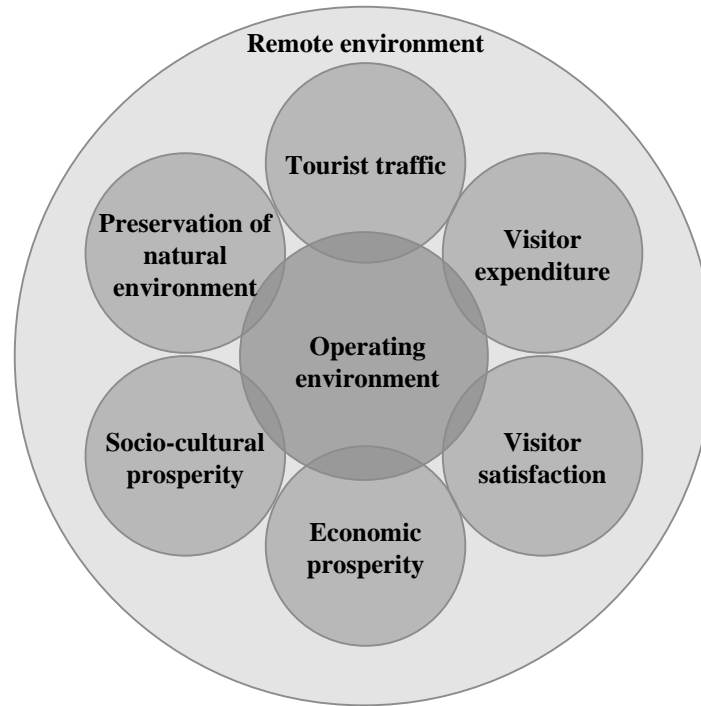 Remote environment
Tourist traffic
Preservation of
natural
environment
Visitor
expenditure
Operating
environment
Socio-cultural
prosperity
Visitor
satisfaction
Economic
prosperity